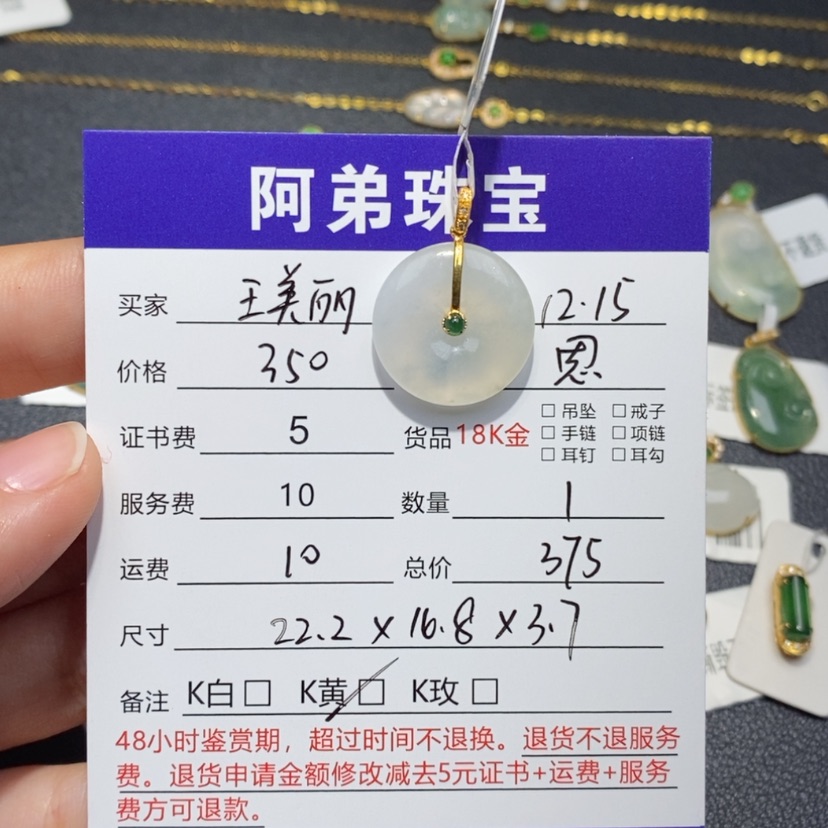 阿弟珠宝
买家 王美丽 12.15
价格 350 恩
证书费 5 货品 18K金 □吊坠 □戒子 □手链 □项链 □耳钉 □耳勾
服务费 10 数量 1
运费 10 总价 375
尺寸 22.2 × 16.8 × 3.7
备注 K白□ K黄□ K玫□
48小时鉴赏期，超过时间不退换。退货不退服务
费。退货申请金额修改减去5元证书+运费+服务
费方可退款。